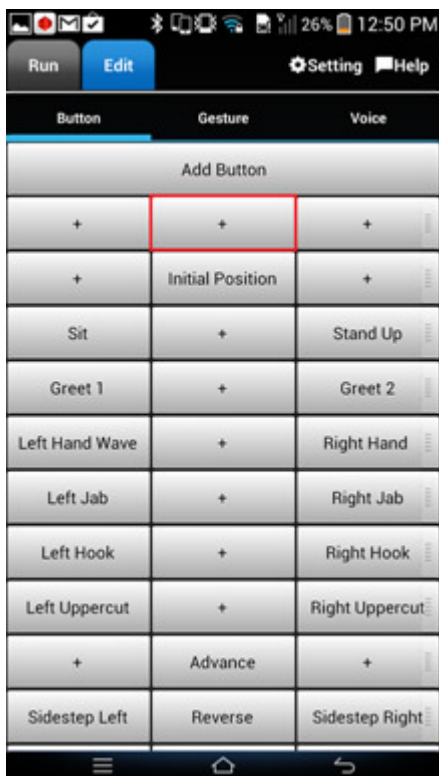 26% 12:50 PM
Run Edit Setting Help
Button Gesture Voice
Add Button
+ + +
+ Initial Position +
Sit + Stand Up
Greet 1 + Greet 2
Left Hand Wave + Right Hand
Left Jab + Right Jab
Left Hook + Right Hook
Left Uppercut + Right Uppercut
+ Advance +
Sidestep Left Reverse Sidestep Right